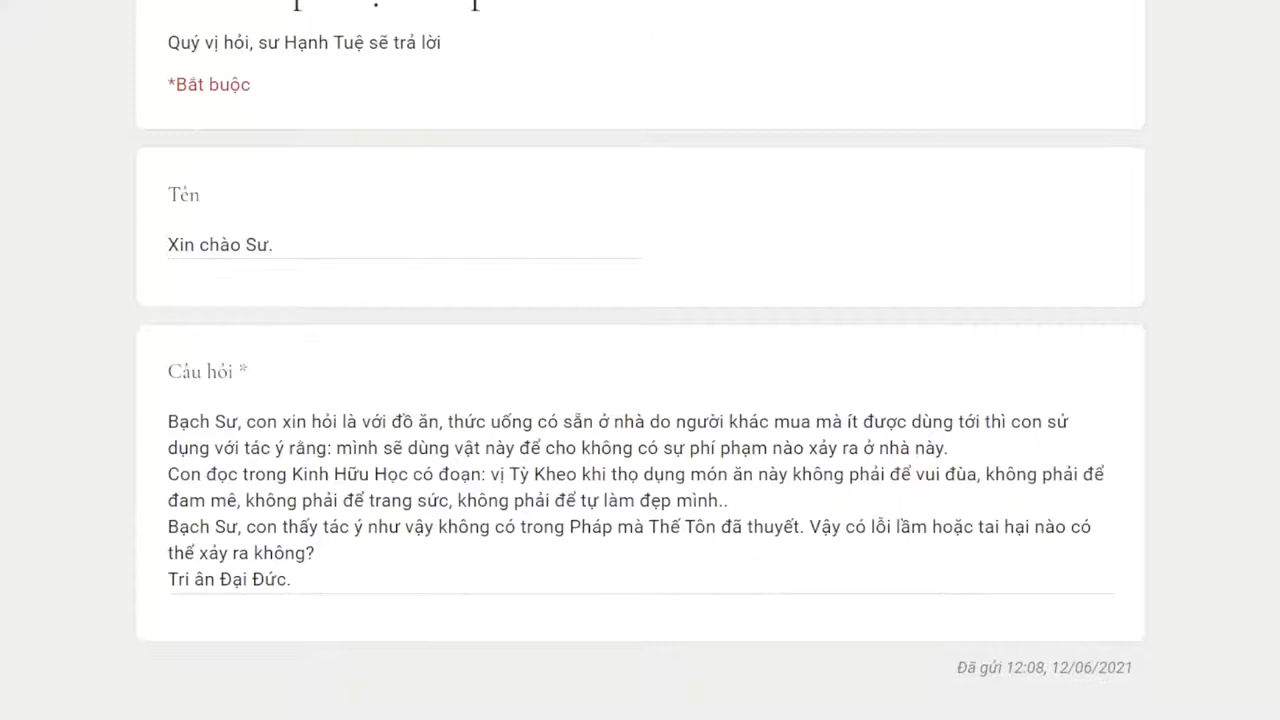 Quý vị hỏi, sư Hạnh Tuệ sẽ trả lời
*Bắt buộc
Tên
Xin chào Sư.
Câu hỏi *
Bạch Sư, con xin hỏi là với đồ ăn, thức uống có sẵn ở nhà do người khác mua mà ít được dùng tới thì con sử
dụng với tác ý rằng: mình sẽ dùng vật này để cho không có sự phí phạm nào xảy ra ở nhà này.
Con đọc trong Kinh Hữu Học có đoạn: vị Tỳ Kheo khi thọ dụng món ăn này không phải để vui đùa, không phải để
đam mê, không phải để trang sức, không phải để tự làm đẹp mình..
Bạch Sư, con thấy tác ý như vậy không có trong Pháp mà Thế Tôn đã thuyết. Vậy có lỗi lầm hoặc tai hại nào có
thể xảy ra không?
Tri ân Đại Đức.
Đã gửi 12:08, 12/06/2021